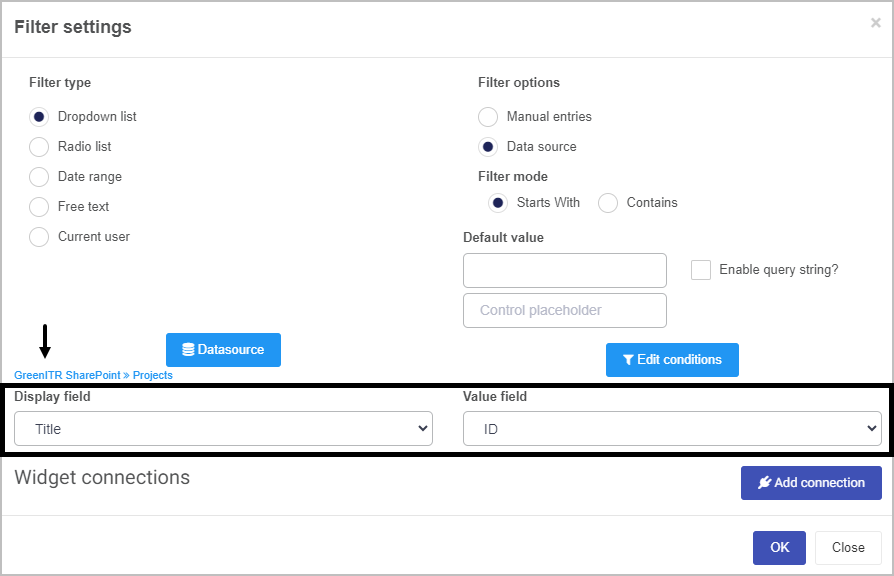 Filter settings
×
Filter type
Dropdown list
Radio list
Date range
Free text
Current user
Filter options
Manual entries
Data source
Filter mode
Starts With
Contains
Default value
Enable query string?
Control placeholder
Datasource
Edit conditions
GreenITR SharePoint » Projects
Display field
Title
Value field
ID
Widget connections
Add connection
OK
Close